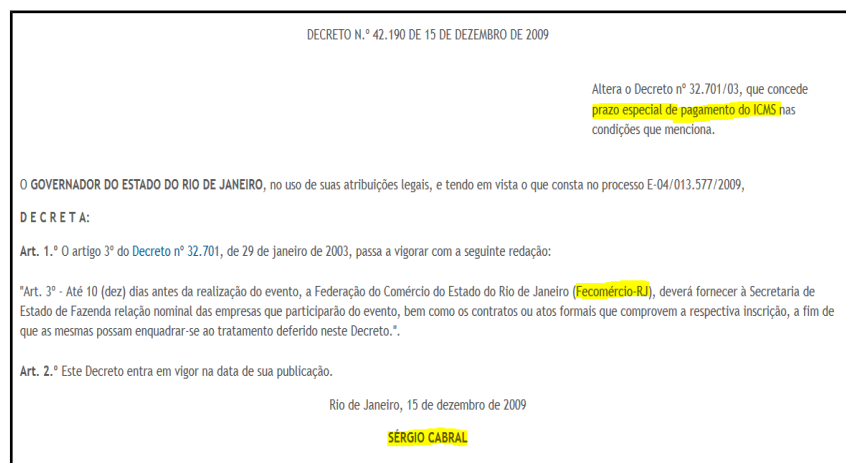 DECRETO N.º 42.190 DE 15 DE DEZEMBRO DE 2009
Altera o Decreto nº 32.701/03, que concede
prazo especial de pagamento do ICMS nas
condições que menciona.
O GOVERNADOR DO ESTADO DO RIO DE JANEIRO, no uso de suas atribuições legais, e tendo em vista o que consta no processo E-04/013.577/2009,
D E C R E T A:
Art. 1.º O artigo 3º do Decreto nº 32.701, de 29 de janeiro de 2003, passa a vigorar com a seguinte redação:
"Art. 3º - Até 10 (dez) dias antes da realização do evento, a Federação do Comércio do Estado do Rio de Janeiro (Fecomércio-RJ), deverá fornecer à Secretaria de
Estado de Fazenda relação nominal das empresas que participarão do evento, bem como os contratos ou atos formais que comprovem a respectiva inscrição, a fim de
que as mesmas possam enquadrar-se ao tratamento deferido neste Decreto.".
Art. 2.º Este Decreto entra em vigor na data de sua publicação.
Rio de Janeiro, 15 de dezembro de 2009
SÉRGIO CABRAL